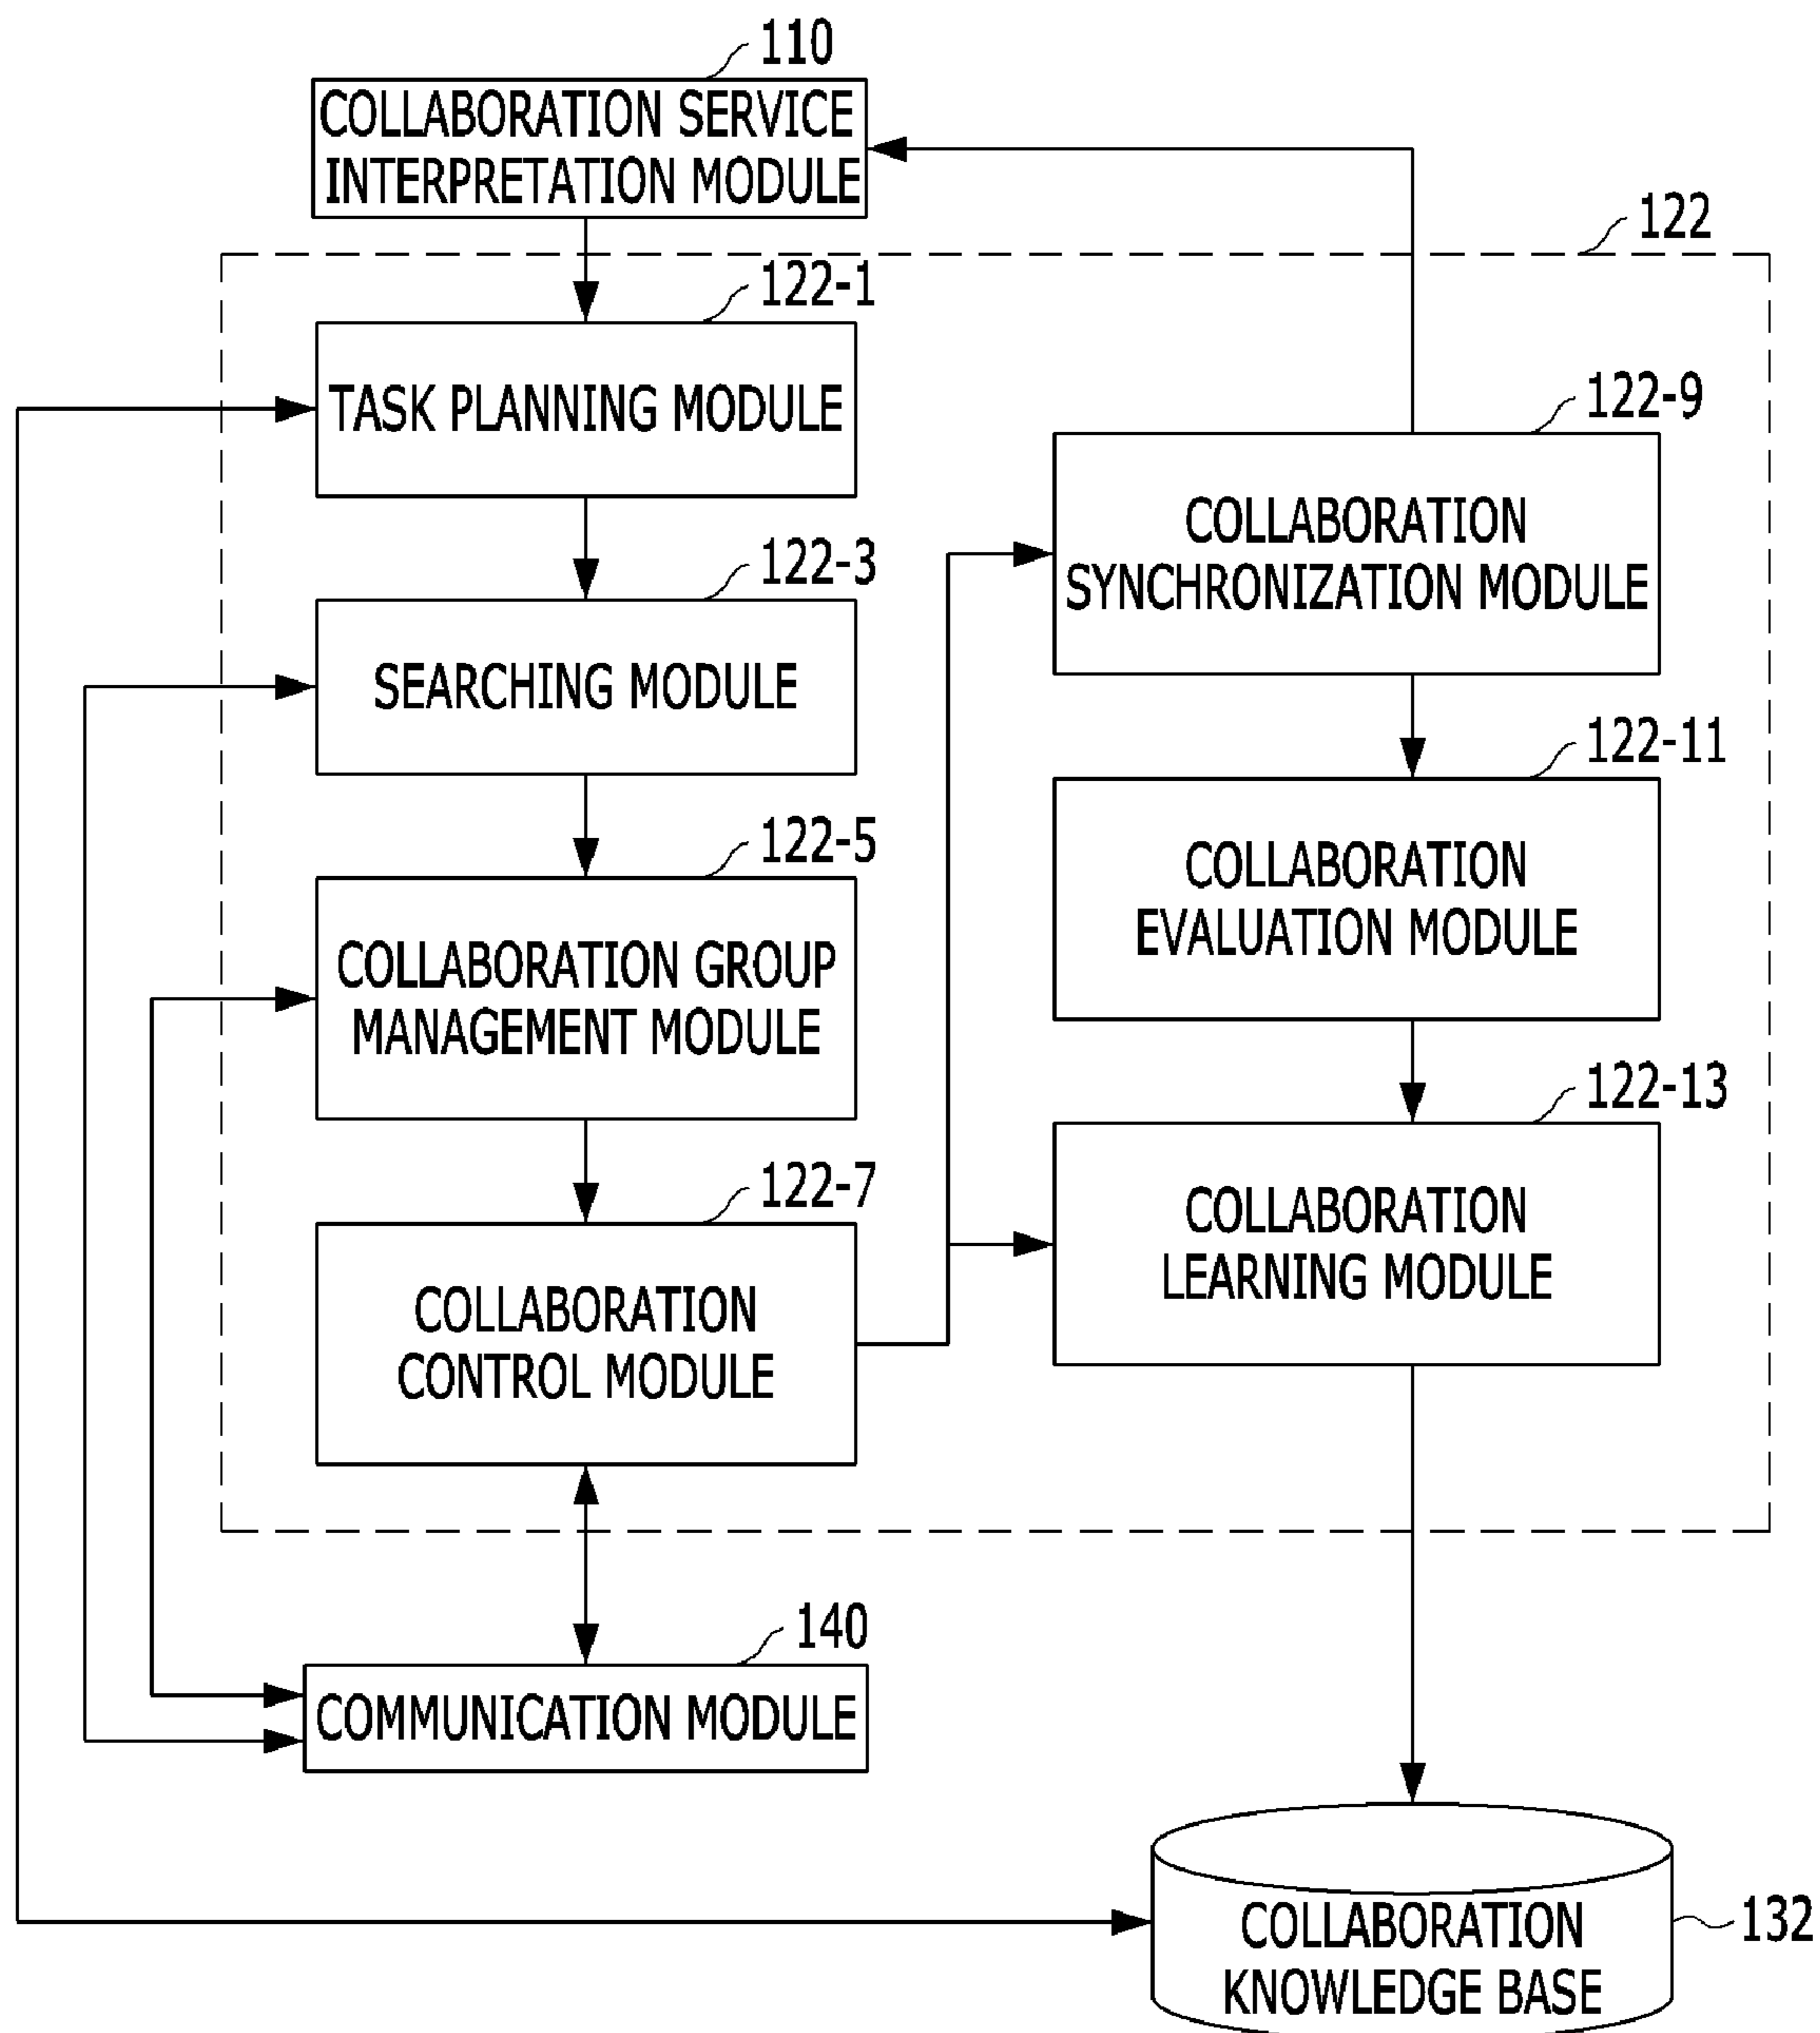 110
COLLABORATION SERVICE
INTERPRETATION MODULE
122
122-1
TASK PLANNING MODULE
122-9
COLLABORATION
SYNCHRONIZATION MODULE
122-3
SEARCHING MODULE
122-11
COLLABORATION
EVALUATION MODULE
122-5
COLLABORATION GROUP
MANAGEMENT MODULE
122-13
COLLABORATION
LEARNING MODULE
122-7
COLLABORATION
CONTROL MODULE
140
COMMUNICATION MODULE
COLLABORATION
KNOWLEDGE BASE
132